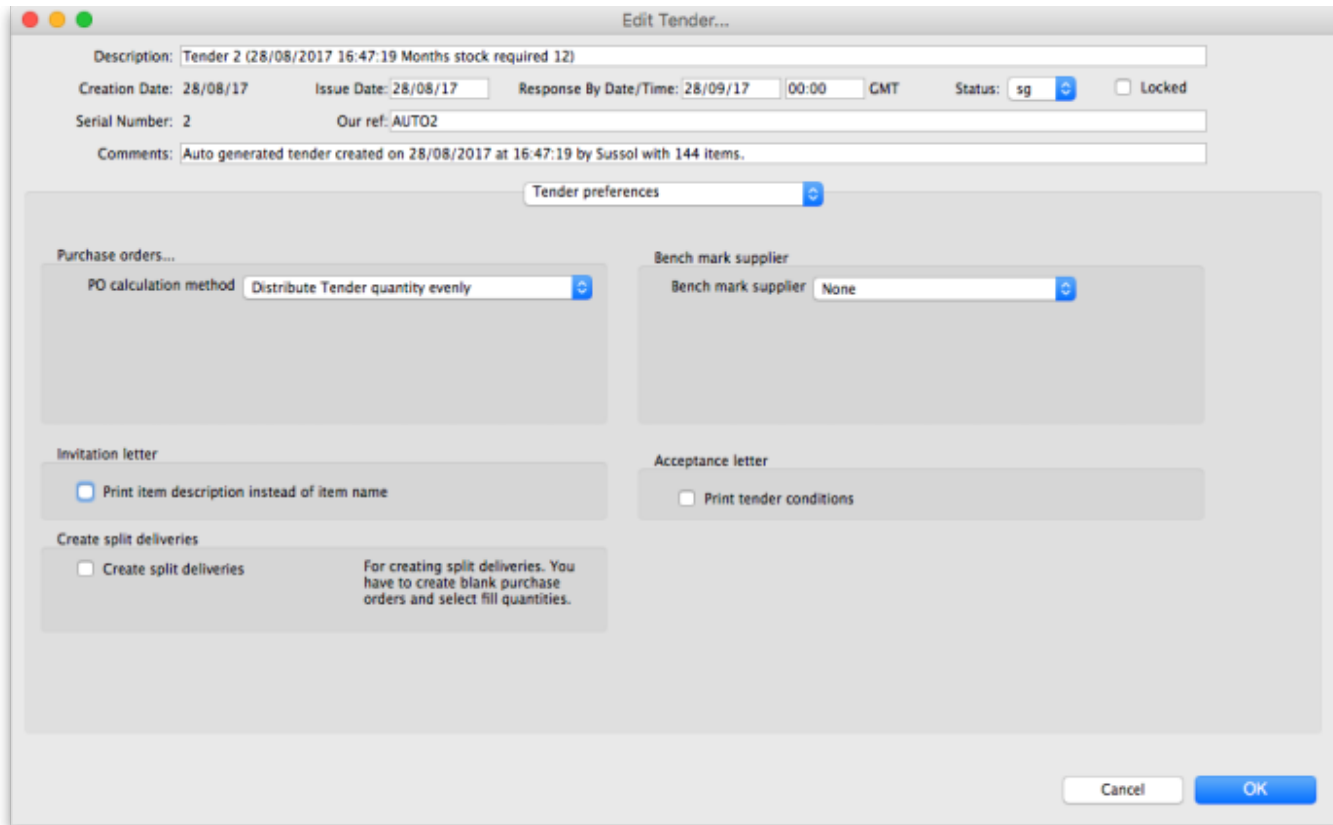 Edit Tender...
Description: Tender 2 (28/08/2017 16:47:19 Months stock required 12)
Creation Date: 28/08/17 Issue Date: 28/08/17 Response By Date/Time: 28/09/17 00:00 GMT Status: sg Locked
Serial Number: 2 Our ref: AUTO2
Comments: Auto generated tender created on 28/08/2017 at 16:47:19 by Sussol with 144 items.
Tender preferences
Purchase orders...
PO calculation method Distribute Tender quantity evenly
Bench mark supplier
Bench mark supplier None
Invitation letter
Print item description instead of item name
Acceptance letter
Print tender conditions
Create split deliveries
Create split deliveries
For creating split deliveries. You
have to create blank purchase
orders and select fill quantities.
Cancel OK